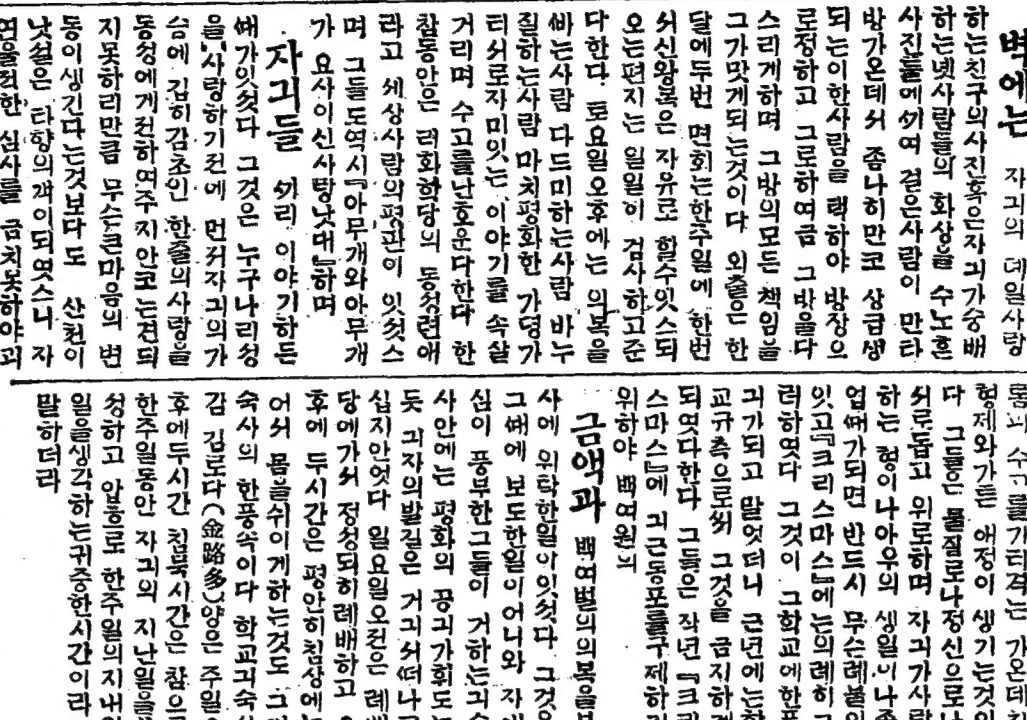 벽에는 자긔의 뎨일사랑
하는친구의사진혹은자긔가숭배
하는녯사람들의 화상을 수노흔
사진틀에ᄭᅵ여 걸은사람이 만타
방가온데서 좀나히만코 상급생
되는이한사람을 택하야 방장으
로정하고 그로하여금 그방을다
스리게하며 그방의모든 책임을
그가맛게되는것이다 외출은 한
달에두번 면회는한주일에 한번
서신왕복은 자유로 할수잇스되
오는편지는 일일이 검사하고준
다한다 토요일오후에는 의복을
ᄲᅡ는사람 다드미하는사람 바누
질하는사람 마치평화한 가뎡가
티서로자미잇는 이야기를 속살
거리며 수고를난호운다한다 한
참동안은 리화학당의 동성련애
라고 세상사람의평판이 잇섯스
며 그들도역시『아무개와아무개
가 요사이신사탕낫대』하며
자긔들 ᄭᅵ리 이야기하든
ᄯᅢ가잇섯다 그것은 누구나리성
을 사랑하기전에 먼저자긔의가
슴에 깁히감초인 한줄의사랑을
동성에게전하여주지안코는견듸
지못하리만큼 무슨큰마음의 변
동이생긴다는것보다도 산천이
낫설은 타향의객이되엿스니 자
연울적한 심사를 금치못하야괴
롬과 수고를가티격는 가온데
형제와가튼 애정이 생기는것이
다 그들은 물질로나정신으로
서로돕고 위로하며 자긔가사랑
하는 형이나아우의 생일이나졸
업ᄯᅢ가되면 반드시 무슨례물이
잇고『크리스마스』에는의례히
러하엿다 그것이 그학교에한풍
긔가되고 말엇더니 근년에는학
교규측으로써 그것을 금지하게
되엿다한다 그들은 작년『크리
스마스』에 긔근동포를구제하기
위하야 백여원의
금액과 백여벌의의복을
사에 위탁한일이잇섯다 그것은
그ᄯᅢ에 보도한일이어니와 자애
심이 풍부한그들이 거하는긔숙
사안에는 평화의 공긔가휘도는
듯 긔자의발길은 거긔서ᄯᅥ나고
십지안엇다 일요일오전은 례배
당에가서 정성되히례배하고
후에 두시간은 평안히침상에
어서 몸을쉬이게하는것도
숙사의 한풍속이다 학교긔숙사
감 김로다(金路多)양은 주일오
후에두시간 침묵시간은 참으로
한주일동안 자긔의 지난일을
성하고 압흐로 한주일의지내일
일을생각하는귀중한시간이라
말하더라